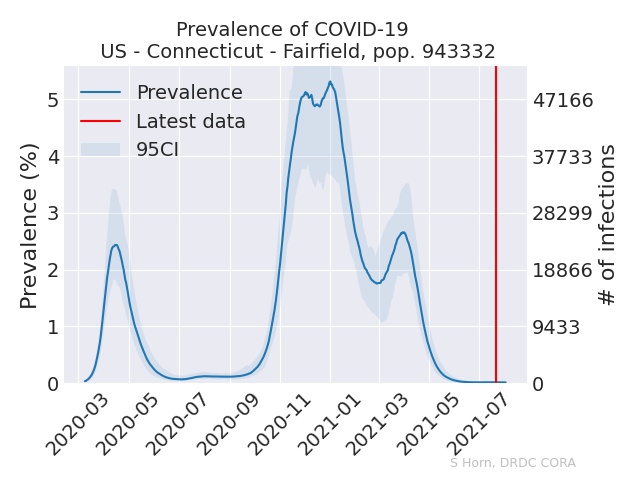 Prevalence of COVID-19
US - Connecticut - Fairfield, pop. 943332
Prevalence
Latest data
95CI
Prevalence (%)
5
4
3
2
1
0
47166
37733
28299
18866
9433
0
# of infections
2020-03
2020-05
2020-07
2020-09
2020-11
2021-01
2021-03
2021-05
2021-07
S Horn, DRDC CORA